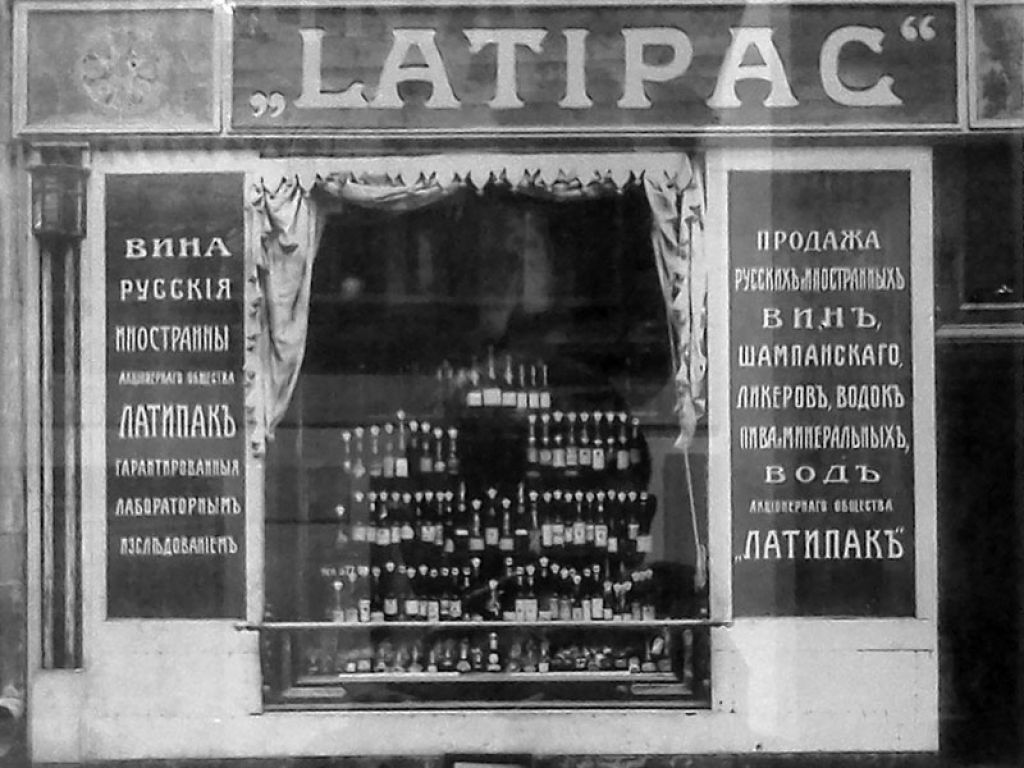 „LATIPAC“
ВИНА
РУССКІЯ
ИНОСТРАННЫ
АКЦІОНЕРНАГО ОБЩЕСТВА
ЛАТИПАКЪ
ГАРАНТИРОВАННЫЯ
ЛАБОРАТОРНЫМЪ
ИЗСЛѢДОВАНІЕМЪ
ПРОДАЖА
РУССКИХЪ и ИНОСТРАННЫХЪ
ВИНЪ,
ШАМПАНСКАГО,
ЛИКЕРОВЪ, ВОДОКЪ
ПИВА и МИНЕРАЛЬНЫХЪ,
ВОДЪ
АКЦІОНЕРНАГО ОБЩЕСТВА
„ЛАТИПАКЪ“